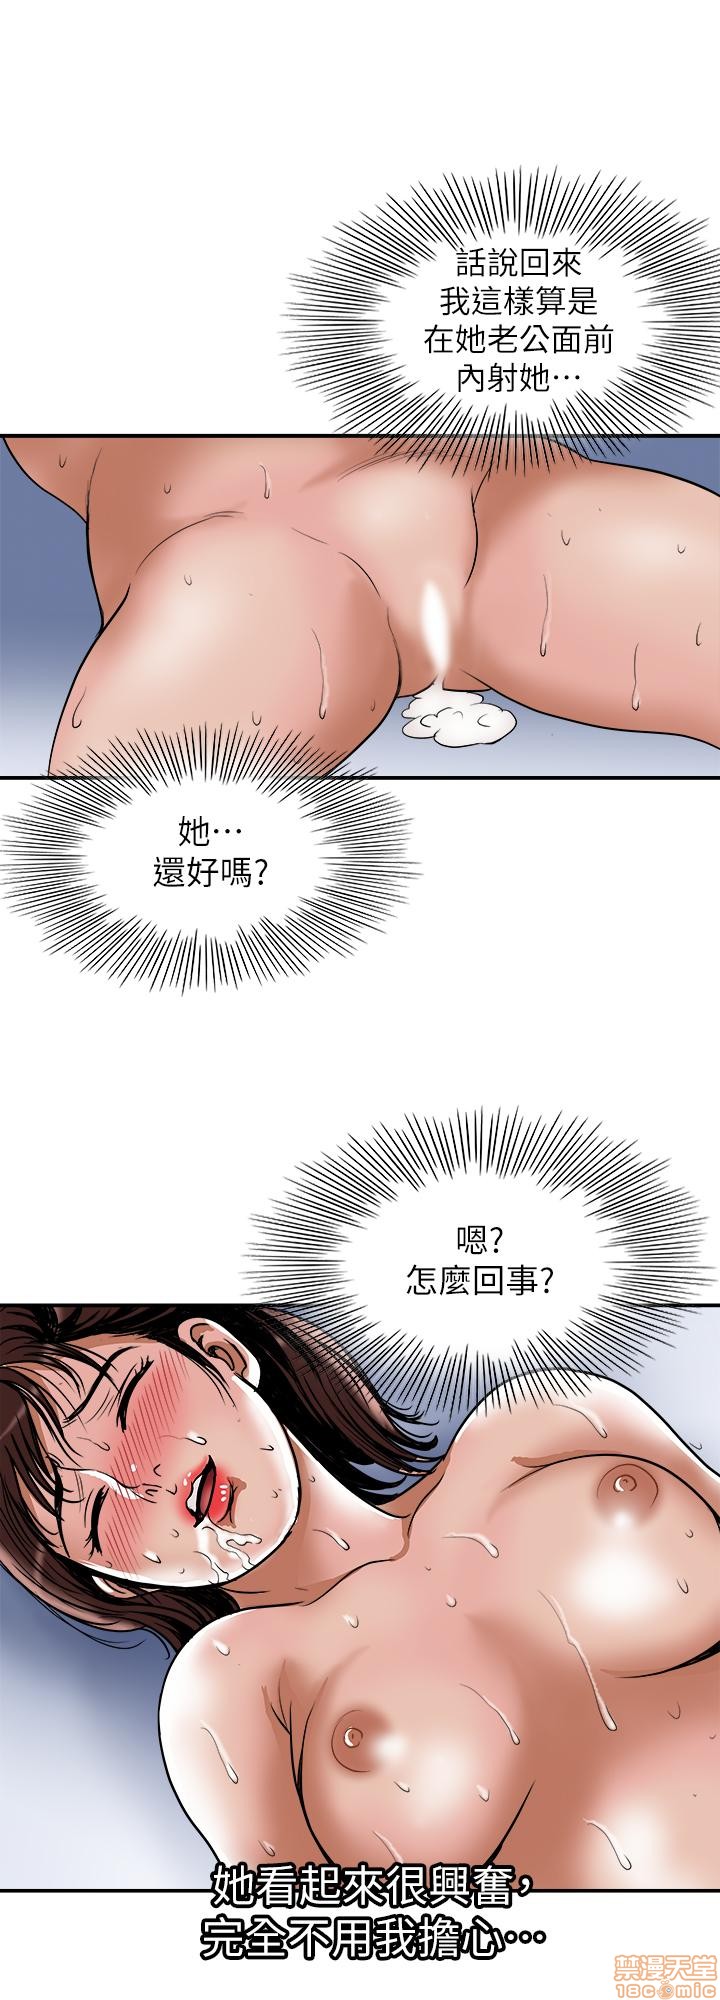 話說回來
我這樣算是
在她老公面前
內射她…
她…
還好嗎?
嗯?
怎麼回事?
她看起來很興奮,
完全不用我擔心…
禁漫天堂
18comic